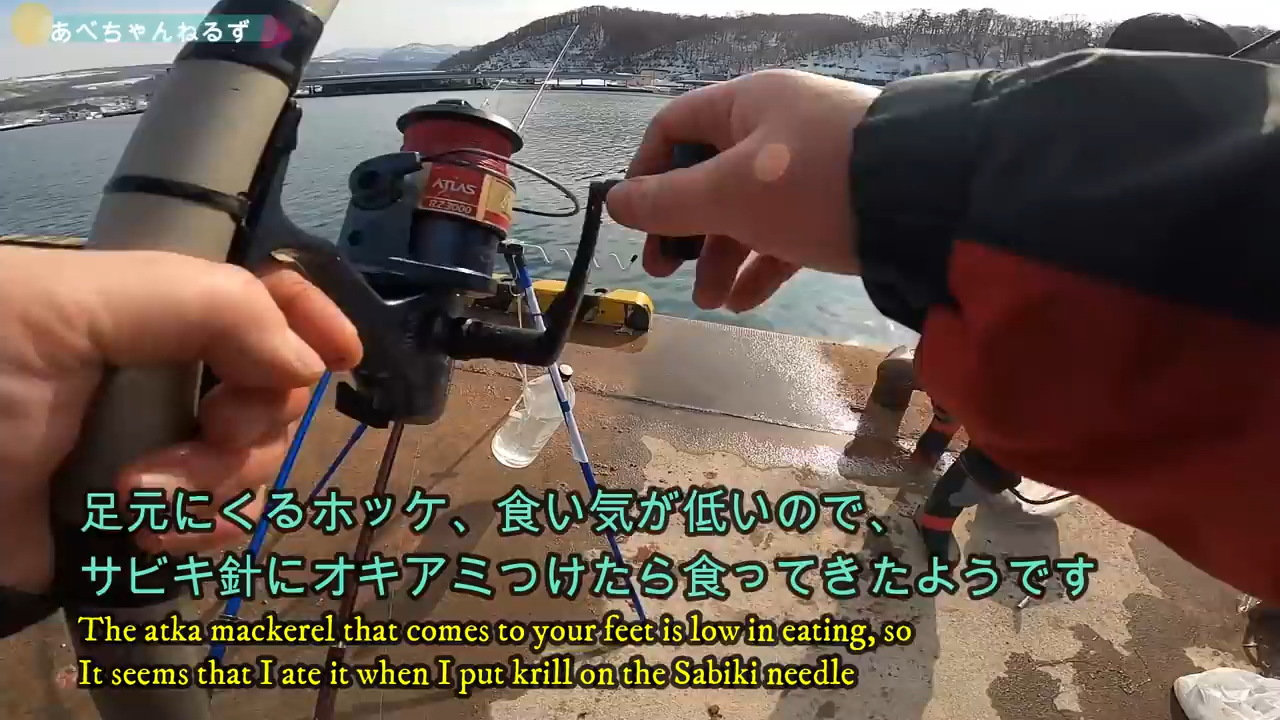 あべちゃんねるず
ATLAS
RZ3000
足元にくるホッケ、食い気が低いので、
サビキ針にオキアミつけたら食ってきたようです
The atka mackerel that comes to your feet is low in eating, so
It seems that I ate it when I put krill on the Sabiki needle